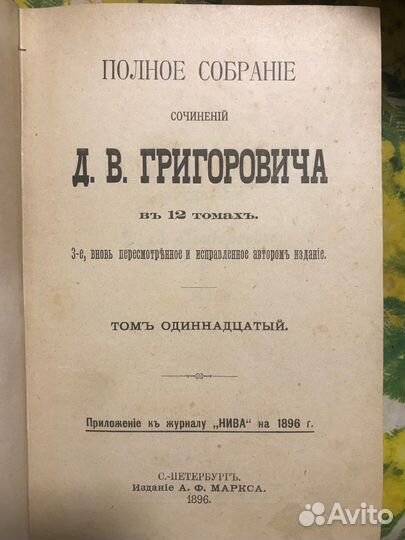 ПОЛНОЕ СОБРАНІЕ
СОЧИНЕНІЙ
Д. В. ГРИГОРОВИЧА
въ 12 томахъ.
3-е, вновь пересмотрѣнное и исправленное авторомъ изданіе.
ТОМЪ ОДИННАДЦАТЫЙ.
Приложеніе къ журналу „НИВА“ на 1896 г.
С.-ПЕТЕРБУРГЪ.
Изданіе А. Ф. МАРКСА.
1896.
Avito